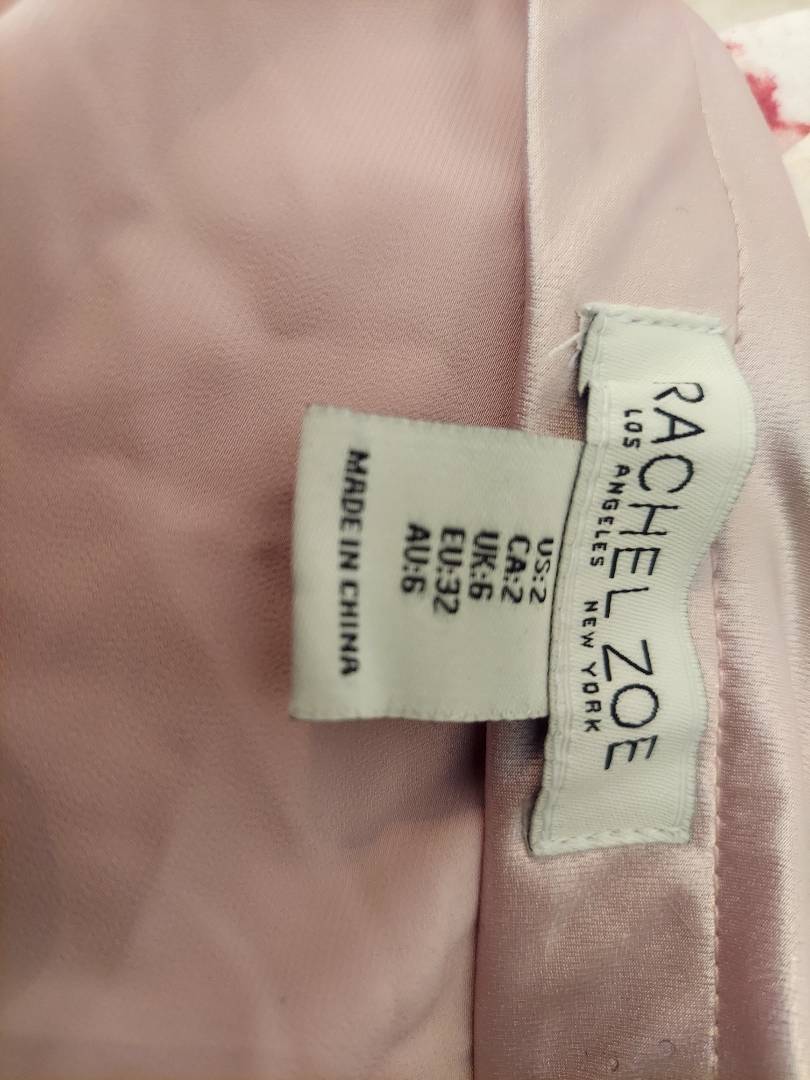 RACHEL ZOE
LOS ANGELES NEW YORK
US:2
CA:2
UK:6
EU:32
AU:6
MADE IN CHINA